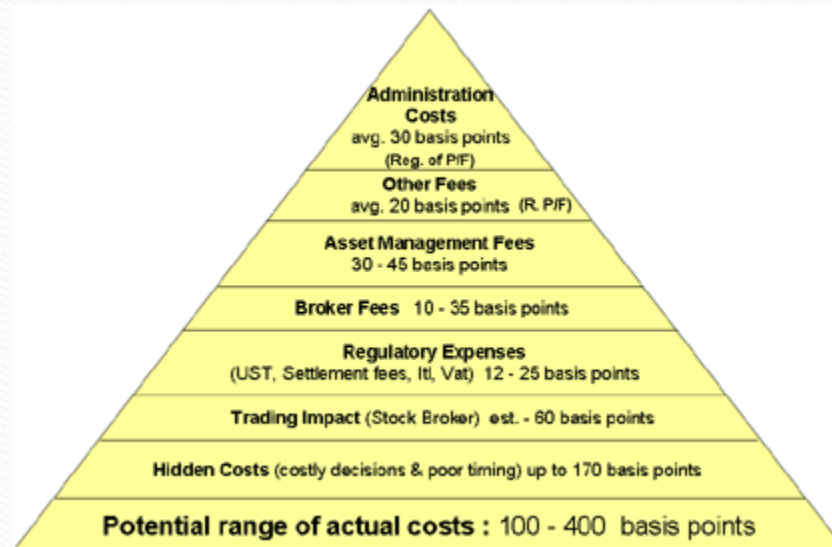 Administration
Costs
avg. 30 basis points
(Reg. of P/F)
Other Fees
avg. 20 basis points (R. P/F)
Asset Management Fees
30 - 45 basis points
Broker Fees 10 - 35 basis points
Regulatory Expenses
(UST, Settlement fees, Itl, Vat) 12 - 25 basis points
Trading Impact (Stock Broker) est. - 60 basis points
Hidden Costs (costly decisions & poor timing) up to 170 basis points
Potential range of actual costs : 100 - 400 basis points